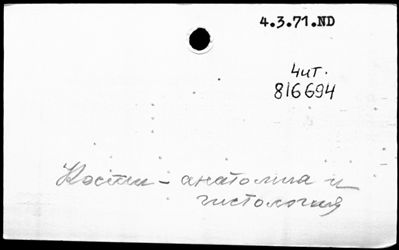 4.3.71.ND
Чит.
816694
Кости - анатомия и
гистология